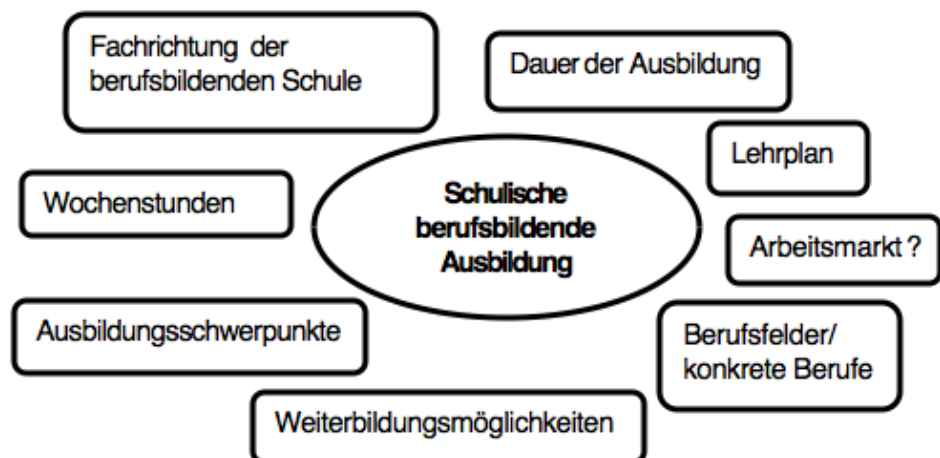 Fachrichtung der
berufsbildenden Schule
Dauer der Ausbildung
Lehrplan
Wochenstunden
Schulische
berufsbildende
Ausbildung
Arbeitsmarkt ?
Ausbildungsschwerpunkte
Berufsfelder/
konkrete Berufe
Weiterbildungsmöglichkeiten